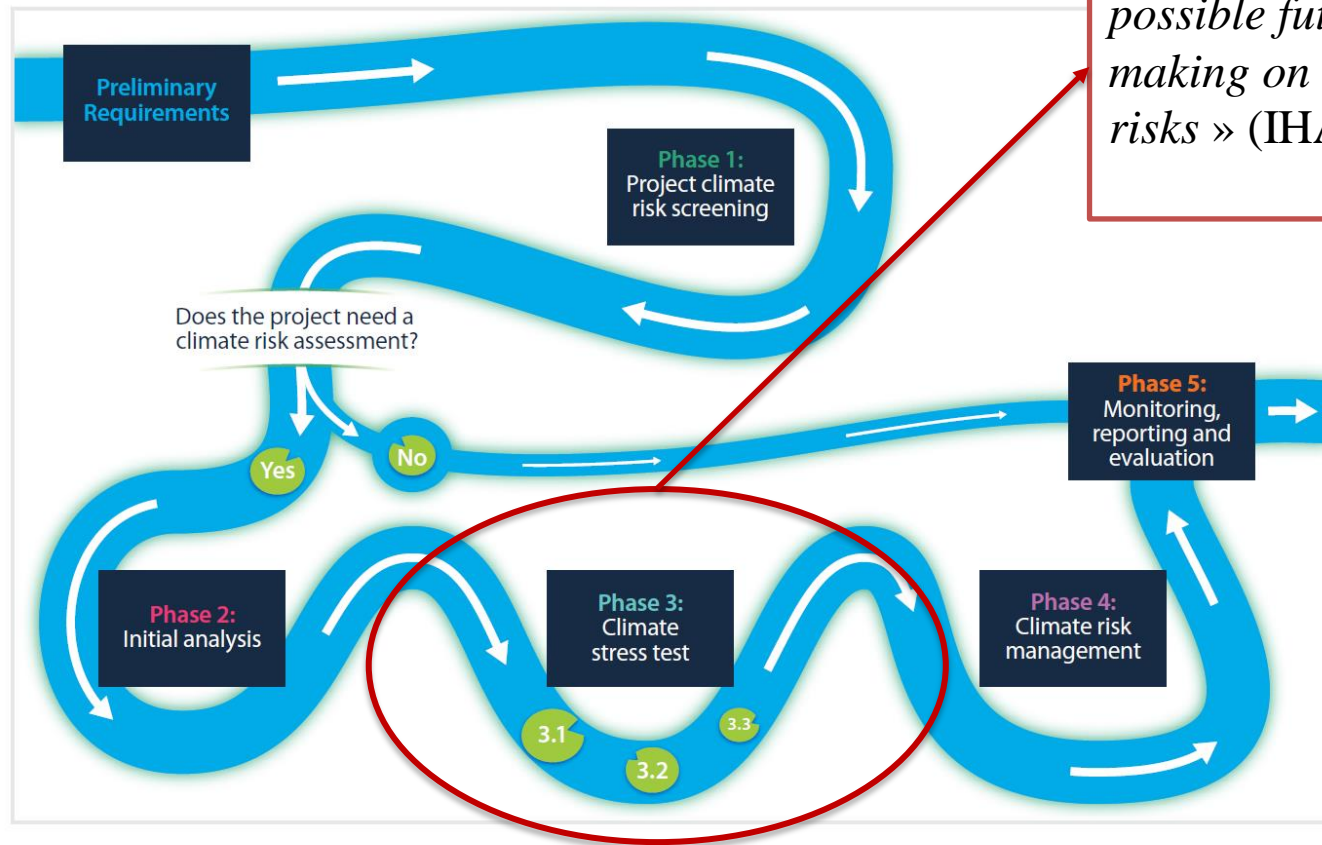 possible
making on
risks » (IHA
Preliminary
Requirements
Phase 1:
Project climate
risk screening
Does the project need a
climate risk assessment?
Yes
No
Phase 5:
Monitoring,
reporting and
evaluation
Phase 2:
Initial analysis
Phase 3:
Climate
stress test
Phase 4:
Climate risk
management
3.1
3.2
3.3